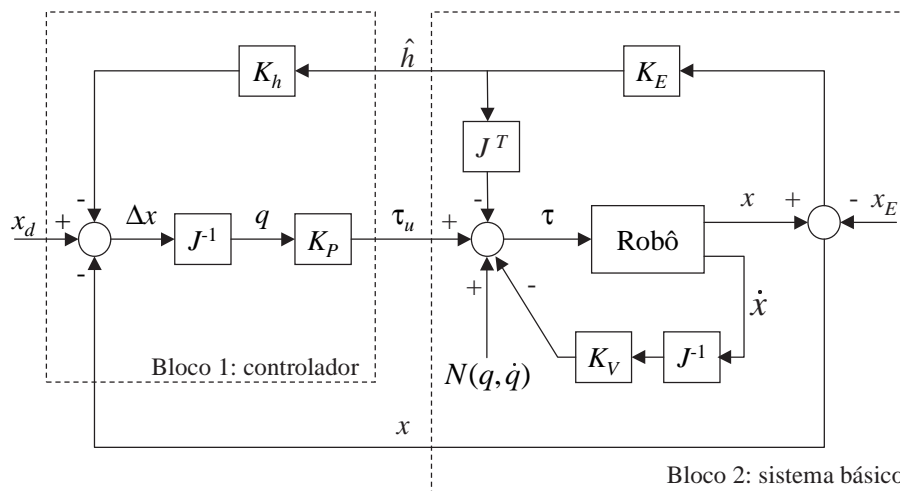 ĥ
K_h
K_E
J^T
x_d
+
-
-
Δx
J^-1
q
K_P
τ_u
+
-
-
+
τ
Robô
x
+
-
x_E
ẋ
K_V
J^-1
N(q, q̇)
Bloco 1: controlador
x
Bloco 2: sistema básico